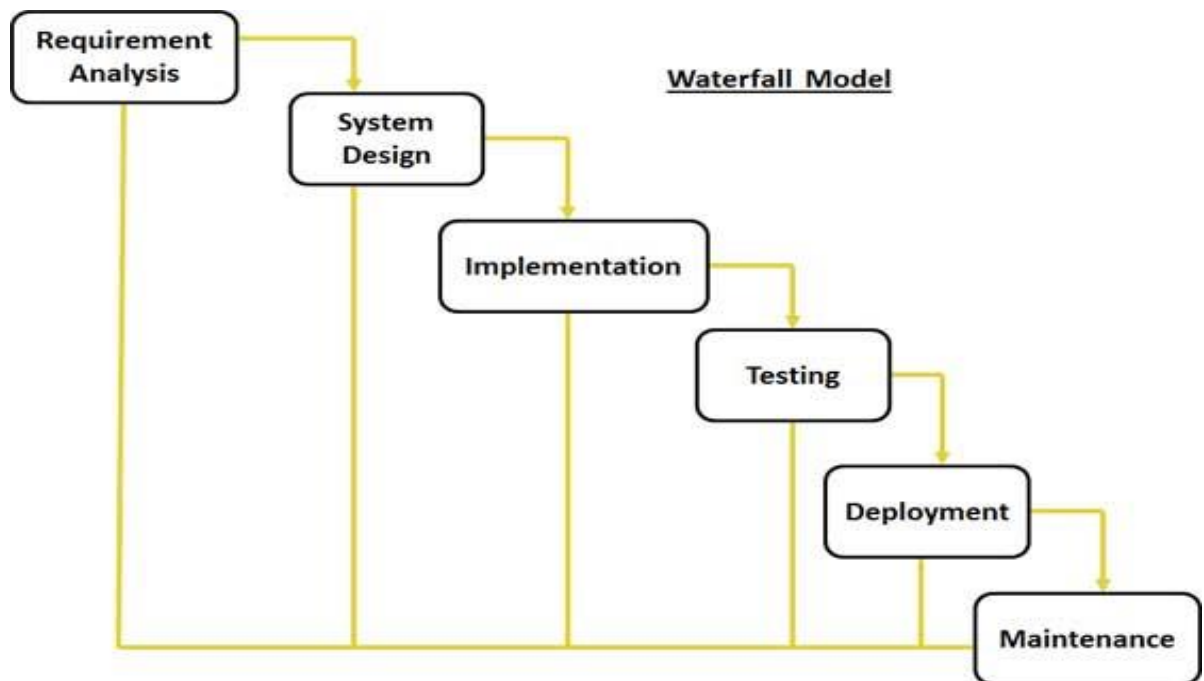 Requirement
Analysis
Waterfall Model
System
Design
Implementation
Testing
Deployment
Maintenance